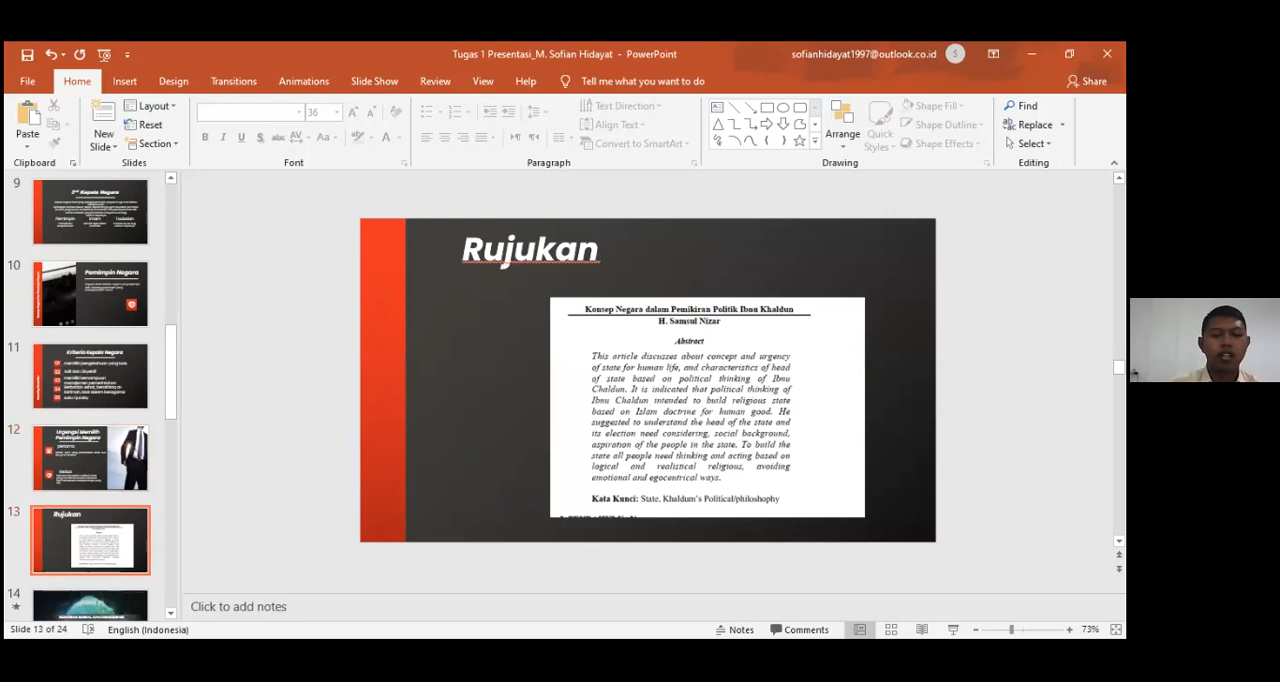 Tugas 1 Presentasi_M. Sofian Hidayat - PowerPoint
sofianhidayat1997@outlook.co.id
S
File Home Insert Design Transitions Animations Slide Show Review View Help Tell me what you want to do
Share
Paste
Clipboard
New
Slide
Layout
Reset
Section
Slides
36
Font
Text Direction
Align Text
Convert to SmartArt
Paragraph
Arrange
Quick
Styles
Shape Fill
Shape Outline
Shape Effects
Drawing
Find
Replace
Select
Editing
9
Kepala Negara
10
Pemimpin Negara
11
Kriteria Kepala Negara
12
Urgensi Memilih
Pemimpin Negara
13
Rujukan
14
Rujukan
Konsep Negara dalam Pemikiran Politik Ibnu Khaldun
H. Samsul Nizar
Abstract
This article discusses about concept and urgency
of state for human life, and characteristics of head
of state based on political thinking of Ibnu
Chaldun. It is indicated that political thinking of
Ibnu Chaldun intended to build religious state
based on Islam doctrine for human good. He
suggested to understand the head of the state and
its election need considering, social background,
aspiration of the people in the state. To build the
state all people need thinking and acting based on
logical and realistical religious, avoiding
emotional and egocentrical ways.
Kata Kunci: State, Khaldum's Political/philoshophy
Click to add notes
Slide 13 of 24
English (Indonesia)
Notes
Comments
73%